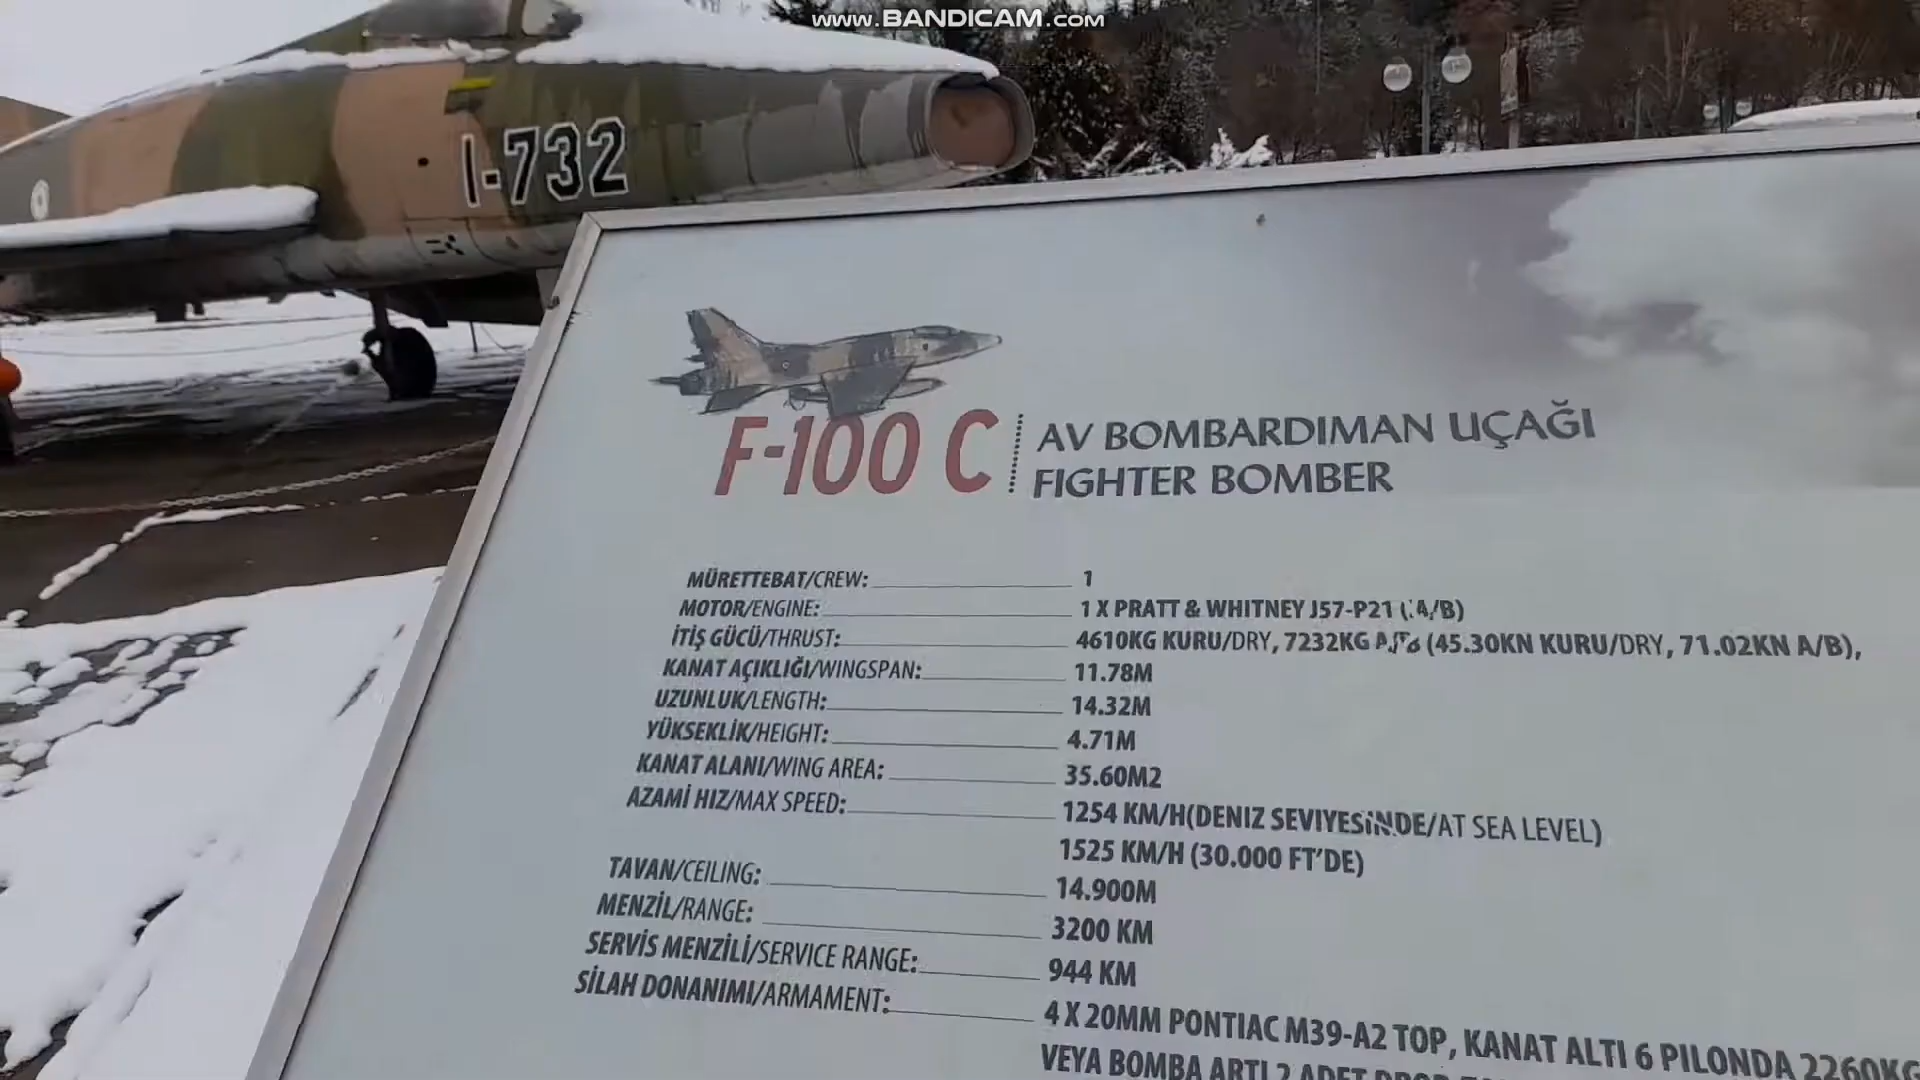 www.BANDICAM.com
1-732
F-100 C
AV BOMBARDIMAN UÇAĞI
FIGHTER BOMBER
MÜRETTEBAT/CREW: 1
MOTOR/ENGINE: 1 X PRATT & WHITNEY J57-P21 (A/B)
İTİŞ GÜCÜ/THRUST: 4610KG KURU/DRY, 7232KG (45.30KN KURU/DRY, 71.02KN A/B),
KANAT AÇIKLIĞI/WINGSPAN: 11.78M
UZUNLUK/LENGTH: 14.32M
YÜKSEKLİK/HEIGHT: 4.71M
KANAT ALANI/WING AREA: 35.60M2
AZAMİ HIZ/MAX SPEED: 1254 KM/H(DENIZ SEVIYESINDE/AT SEA LEVEL)
1525 KM/H (30.000 FT'DE)
TAVAN/CEILING: 14.900M
MENZİL/RANGE: 3200 KM
SERVİS MENZİLİ/SERVICE RANGE: 944 KM
SİLAH DONANIMI/ARMAMENT: 4 X 20MM PONTIAC M39-A2 TOP, KANAT ALTI 6 PILONDA 2260KG
VEYA BOMBA ARTI 2 ADET DROP